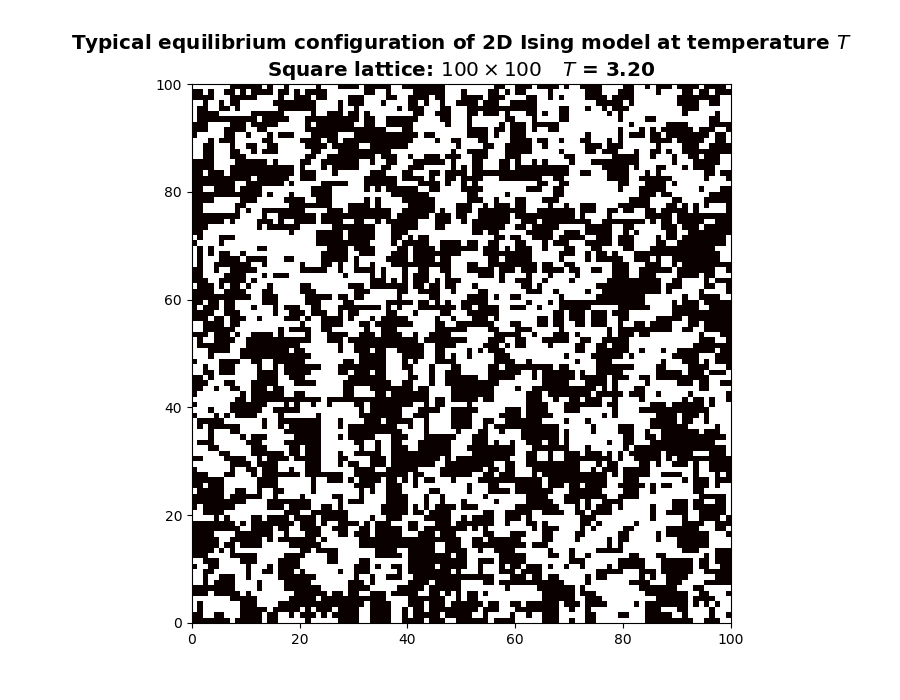 Typical equilibrium configuration of 2D Ising model at temperature T
Square lattice: 100 × 100 T = 3.20
100
80
60
40
20
0
0 20 40 60 80 100